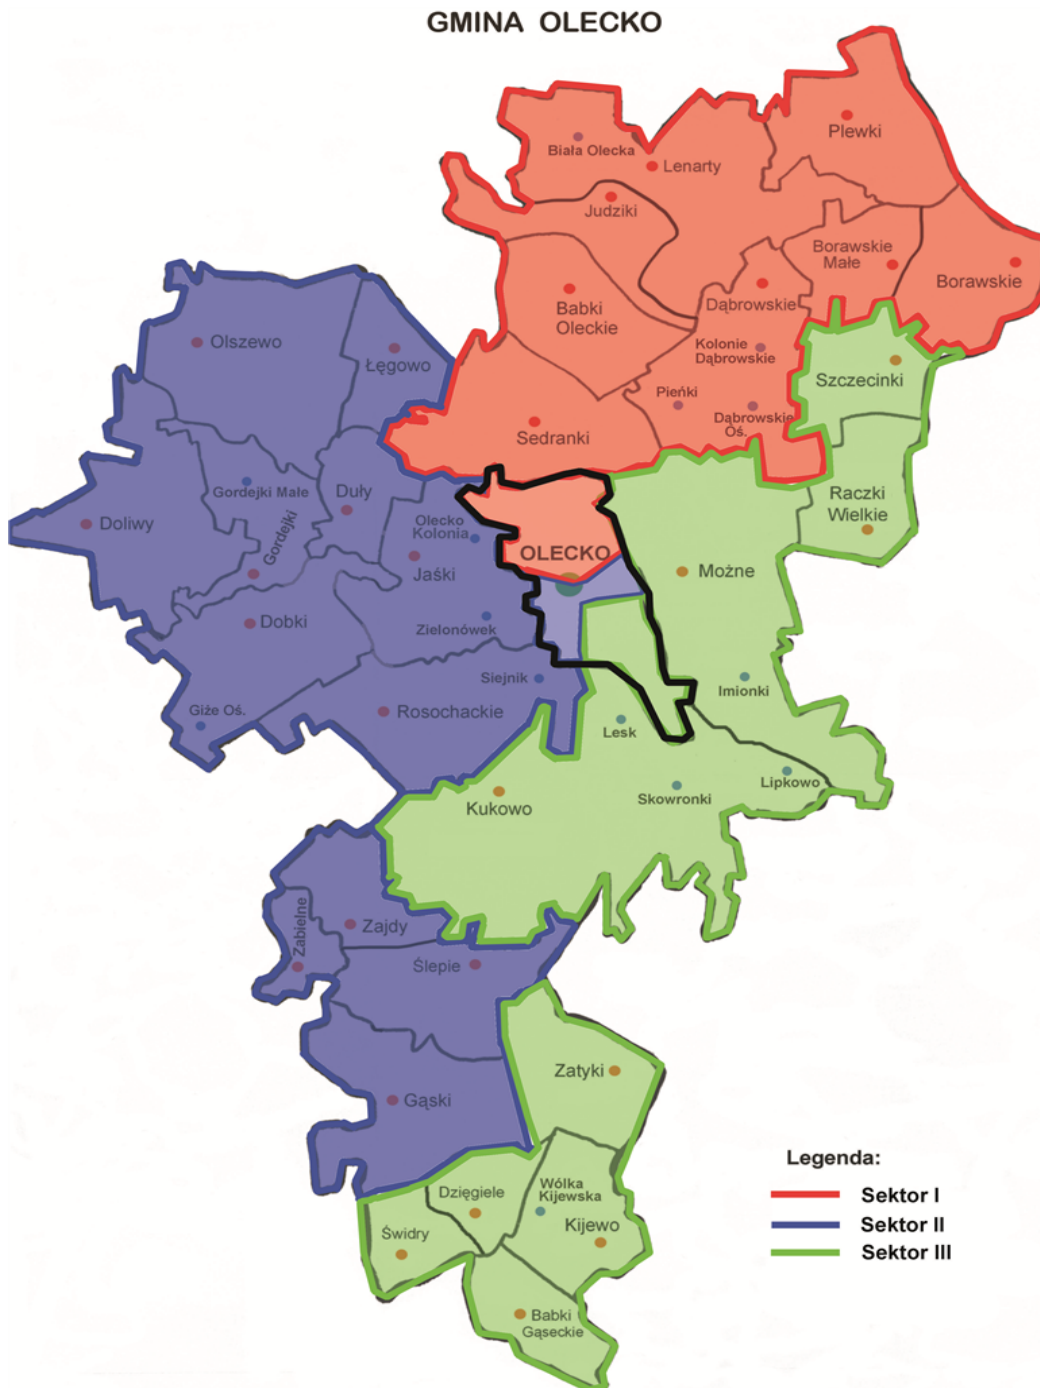 GMINA OLECKO
Plewki
Biała Olecka
Lenarty
Judziki
Borawskie
Małe
Borawskie
Babki
Oleckie
Dąbrowskie
Kolonie
Dąbrowskie
Olszewo
Łęgowo
Szczecinki
Pieńki
Dąbrowskie
Oś.
Sedranki
Gordejki Małe
Duły
Raczki
Wielkie
Doliwy
Gordejki
Olecko
Kolonia
OLECKO
Jaśki
Możne
Dobki
Zielonówek
Siejnik
Imionki
Giże Oś.
Rosochackie
Lesk
Lipkowo
Skowronki
Kukowo
Zabielne
Zajdy
Ślepie
Zatyki
Gąski
Legenda:
Sektor I
Sektor II
Sektor III
Dzięgiele
Wólka
Kijewska
Kijewo
Świdry
Babki
Gąseckie